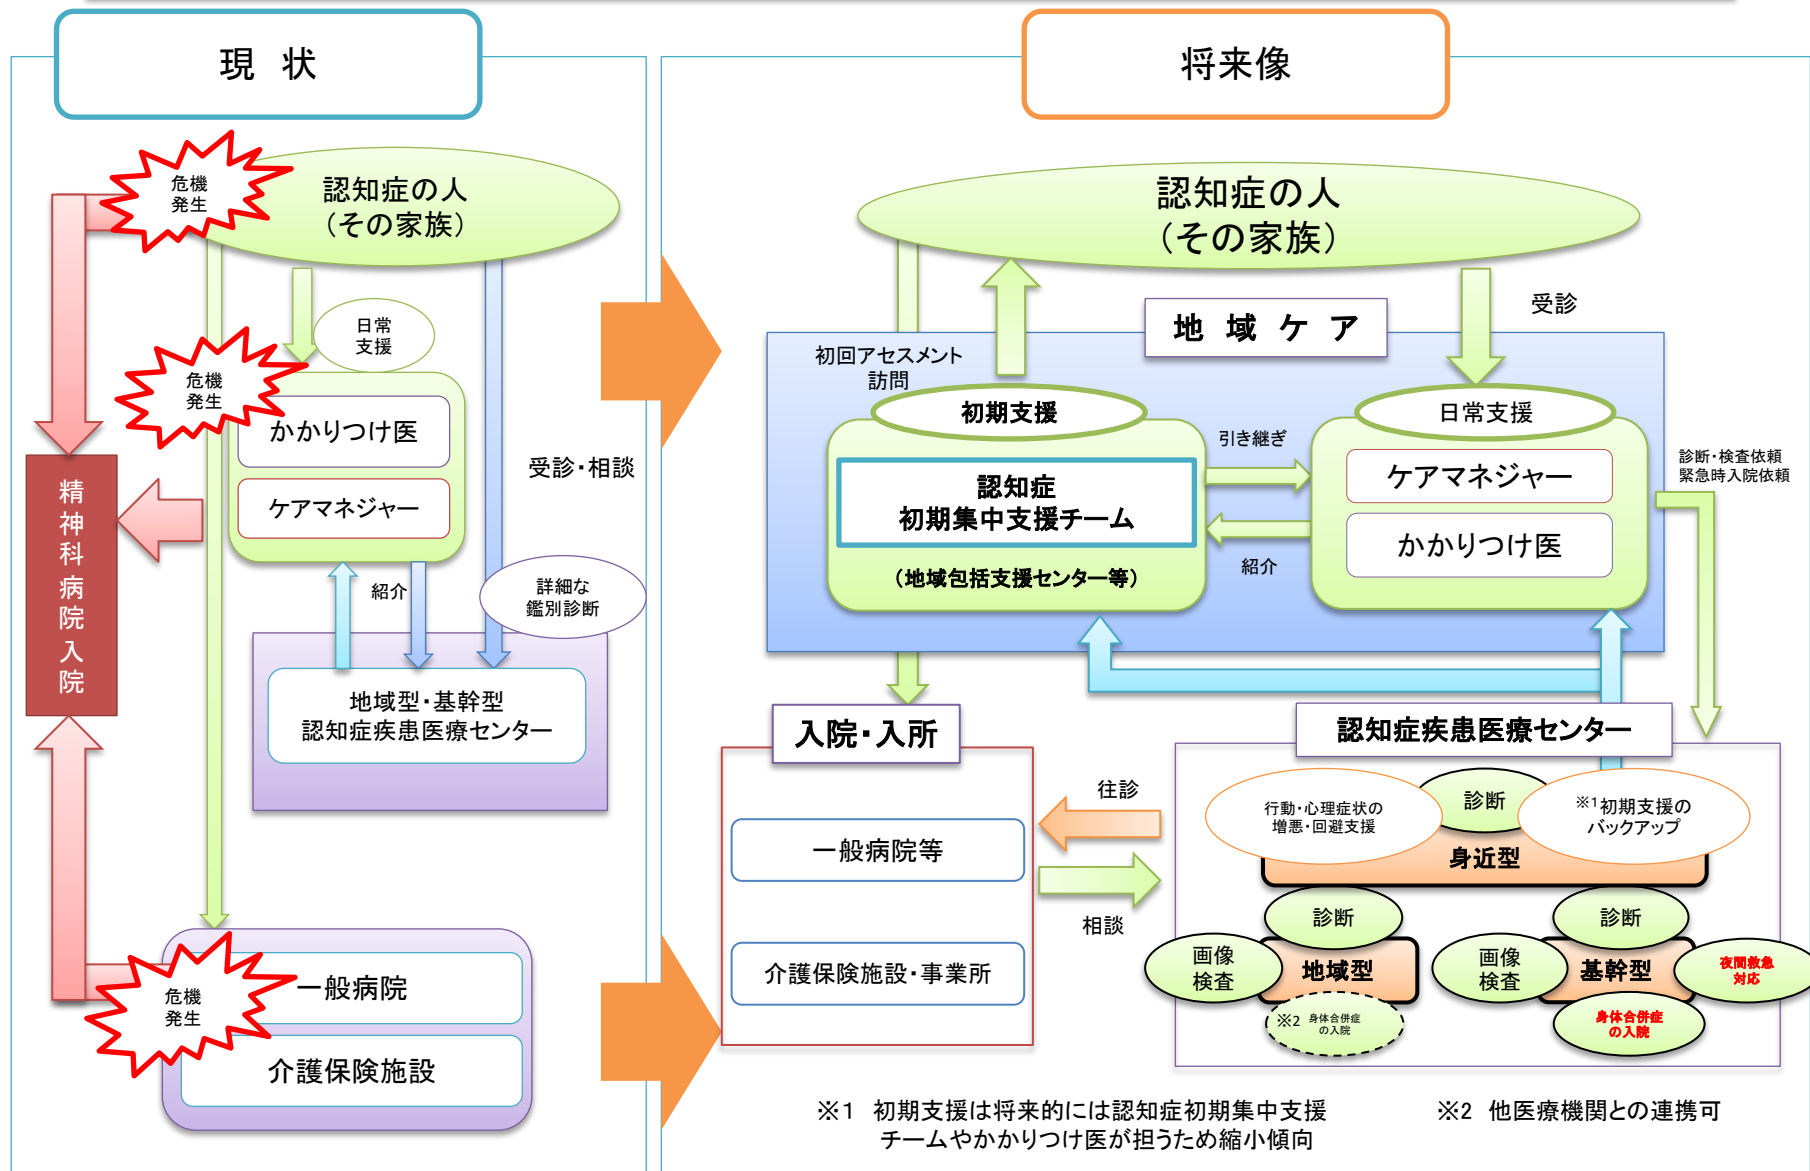 現　状
危機
発生
認知症の人
（その家族）
日常
支援
危機
発生
かかりつけ医
ケアマネジャー
受診・相談
精神科病院入院
紹介
詳細な
鑑別診断
地域型・基幹型
認知症疾患医療センター
危機
発生
一般病院
介護保険施設
将来像
認知症の人
（その家族）
受診
地　域　ケ　ア
初回アセスメント
訪問
初期支援
認知症
初期集中支援チーム
（地域包括支援センター等）
引き継ぎ
紹介
日常支援
ケアマネジャー
かかりつけ医
診断・検査依頼
緊急時入院依頼
入院・入所
一般病院等
介護保険施設・事業所
往診
相談
認知症疾患医療センター
行動・心理症状の
増悪・回避支援
診断
※1初期支援の
バックアップ
身近型
診断
画像
検査
地域型
※2 身体合併症
の入院
診断
画像
検査
基幹型
夜間救急
対応
身体合併症
の入院
※1　初期支援は将来的には認知症初期集中支援
チームやかかりつけ医が担うため縮小傾向
※2　他医療機関との連携可